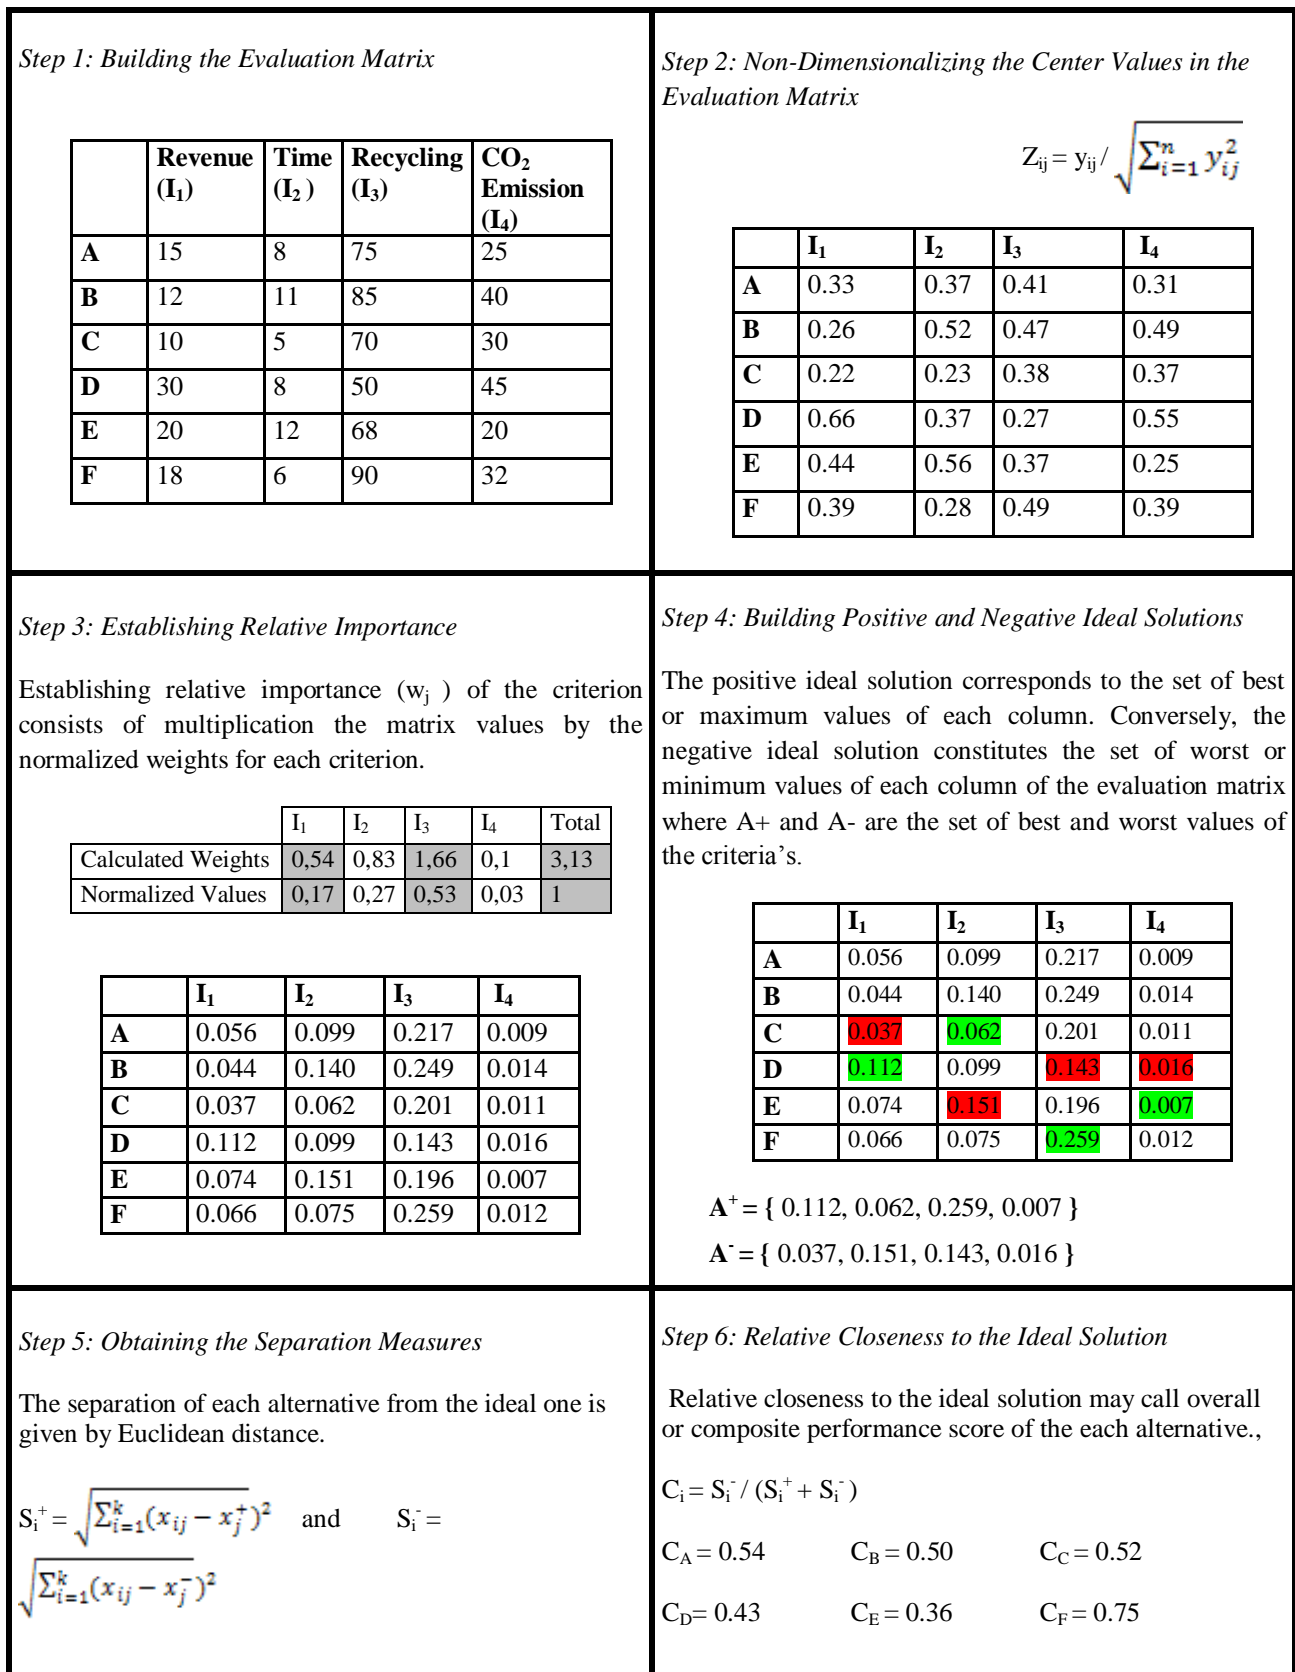 Step 1: Building the Evaluation Matrix
Revenue (I₁) Time (I₂ ) Recycling (I₃) CO₂ Emission (I₄)
A 15 8 75 25
B 12 11 85 40
C 10 5 70 30
D 30 8 50 45
E 20 12 68 20
F 18 6 90 32
Step 2: Non-Dimensionalizing the Center Values in the
Evaluation Matrix
Zᵢⱼ = yᵢⱼ / √∑ⁿᵢ₌₁ y²ᵢⱼ
I₁ I₂ I₃ I₄
A 0.33 0.37 0.41 0.31
B 0.26 0.52 0.47 0.49
C 0.22 0.23 0.38 0.37
D 0.66 0.37 0.27 0.55
E 0.44 0.56 0.37 0.25
F 0.39 0.28 0.49 0.39
Step 3: Establishing Relative Importance
Establishing relative importance (wⱼ ) of the criterion
consists of multiplication the matrix values by the
normalized weights for each criterion.
I₁ I₂ I₃ I₄ Total
Calculated Weights 0,54 0,83 1,66 0,1 3,13
Normalized Values 0,17 0,27 0,53 0,03 1
I₁ I₂ I₃ I₄
A 0.056 0.099 0.217 0.009
B 0.044 0.140 0.249 0.014
C 0.037 0.062 0.201 0.011
D 0.112 0.099 0.143 0.016
E 0.074 0.151 0.196 0.007
F 0.066 0.075 0.259 0.012
Step 4: Building Positive and Negative Ideal Solutions
The positive ideal solution corresponds to the set of best
or maximum values of each column. Conversely, the
negative ideal solution constitutes the set of worst or
minimum values of each column of the evaluation matrix
where A+ and A- are the set of best and worst values of
the criteria’s.
I₁ I₂ I₃ I₄
A 0.056 0.099 0.217 0.009
B 0.044 0.140 0.249 0.014
C 0.037 0.062 0.201 0.011
D 0.112 0.099 0.143 0.016
E 0.074 0.151 0.196 0.007
F 0.066 0.075 0.259 0.012
A⁺ = { 0.112, 0.062, 0.259, 0.007 }
A⁻ = { 0.037, 0.151, 0.143, 0.016 }
Step 5: Obtaining the Separation Measures
The separation of each alternative from the ideal one is
given by Euclidean distance.
Sᵢ⁺ = √∑ᵏᵢ₌₁(xᵢⱼ − xⱼ⁺)² and Sᵢ⁻ =
√∑ᵏᵢ₌₁(xᵢⱼ − xⱼ⁻)²
Step 6: Relative Closeness to the Ideal Solution
Relative closeness to the ideal solution may call overall
or composite performance score of the each alternative.,
Cᵢ = Sᵢ⁻ / (Sᵢ⁺ + Sᵢ⁻ )
C_A = 0.54 C_B = 0.50 C_C = 0.52
C_D= 0.43 C_E = 0.36 C_F = 0.75